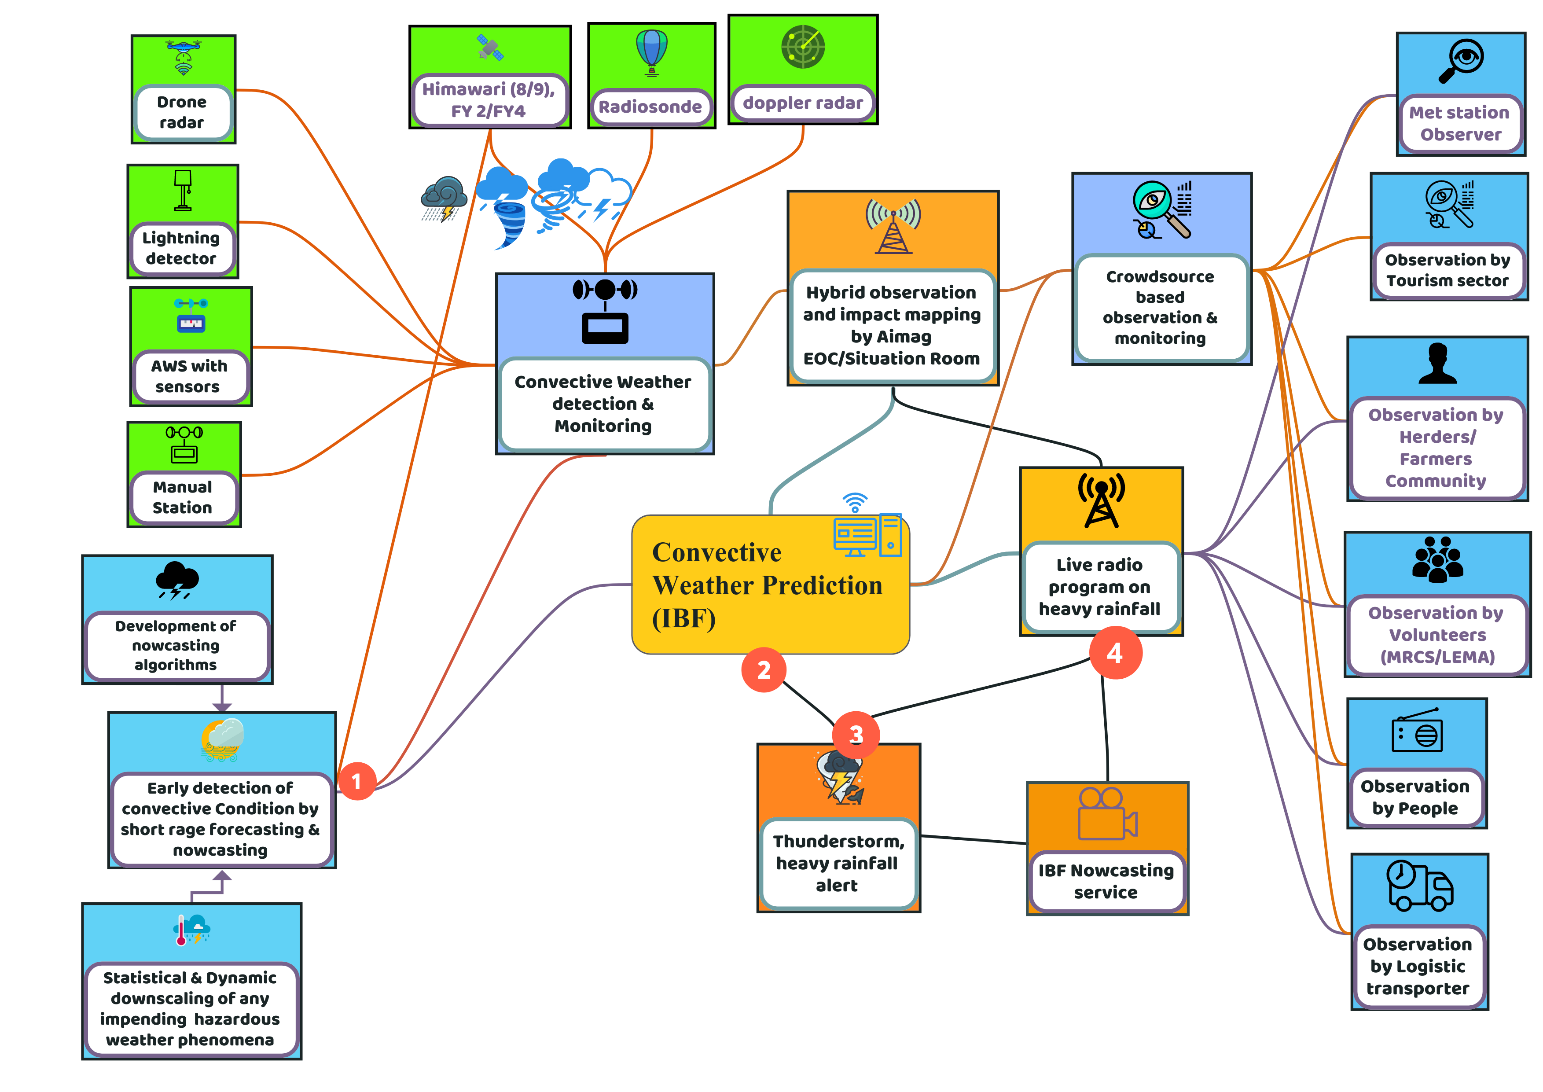 Drone
radar
Lightning
detector
AWS with
sensors
Manual
Station
Himawari (8/9),
FY 2/FY4
Radiosonde
doppler radar
Convective Weather
detection &
Monitoring
Hybrid observation
and impact mapping
by Aimag
EOC/Situation Room
Crowdsource
based
observation &
monitoring
Met station
Observer
Observation by
Tourism sector
Observation by
Herders/
Farmers
Community
Observation by
Volunteers
(MRCS/LEMA)
Observation
by People
Observation
by Logistic
transporter
Convective
Weather Prediction
(IBF)
Live radio
program on
heavy rainfall
Development of
nowcasting
algorithms
Early detection of
convective Condition by
short rage forecasting &
nowcasting
Statistical & Dynamic
downscaling of any
impending hazardous
weather phenomena
1
2
3
4
Thunderstorm,
heavy rainfall
alert
IBF Nowcasting
service